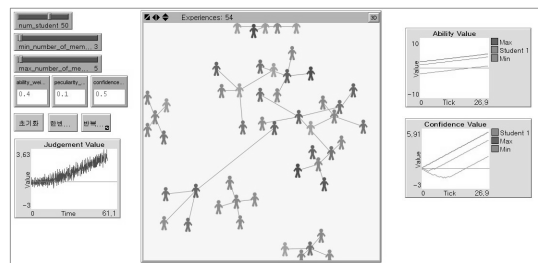 num_student 50
min_number_of_mem... 3
max_number_of_me... 5
ability_wei...
0.4
peculiarity_...
0.1
confidence...
0.5
초기화
한번...
반복...
Judgement Value
3.63
Value
-3
0
Time
61.1
Experiences: 54
3D
Ability Value
10
Value
-10
0
Tick
26.9
Max
Student 1
Min
Confidence Value
5.91
Value
-3
0
Tick
26.9
Student 1
Max
Min